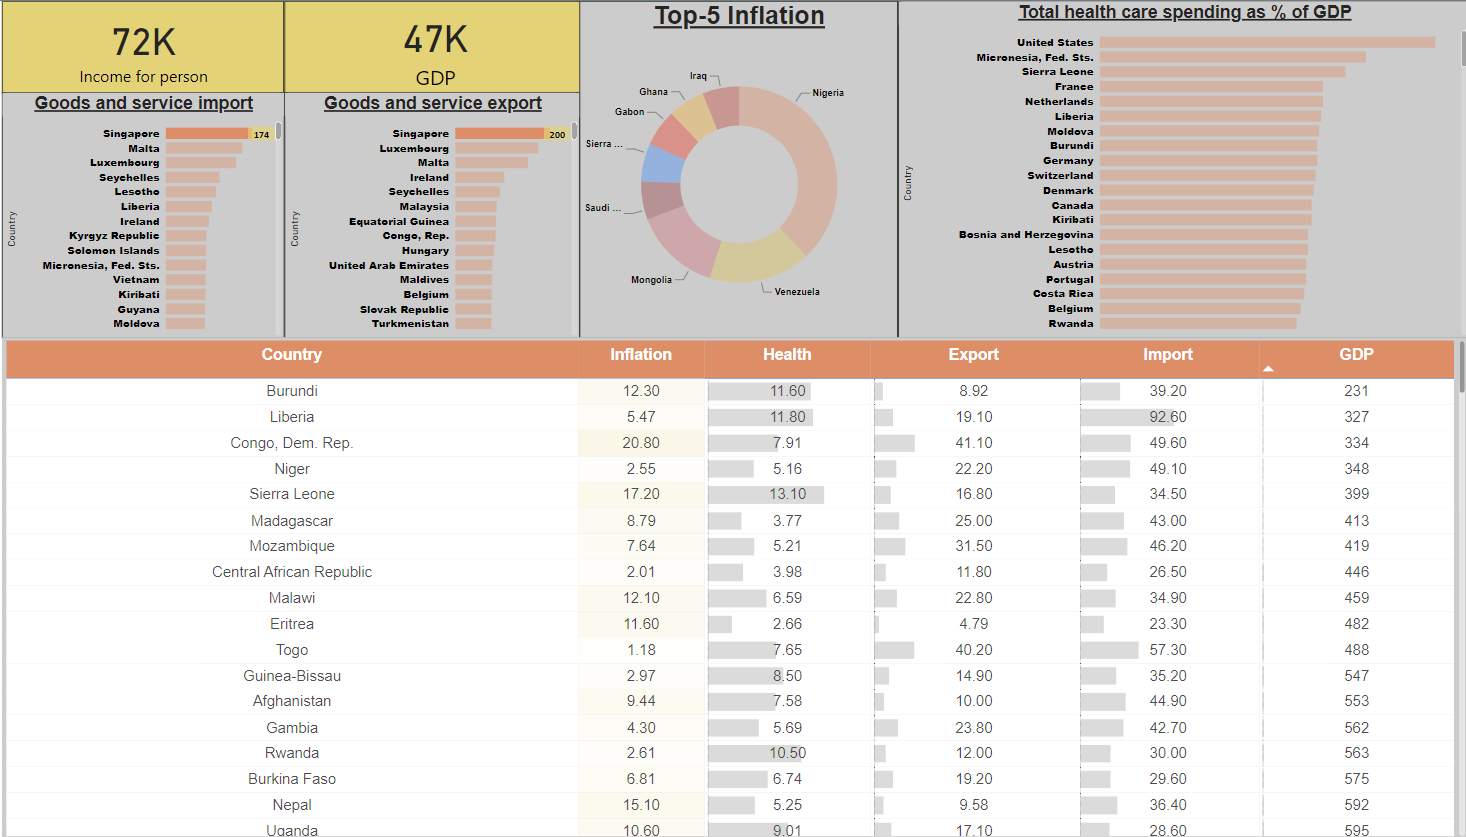 72K
Income for person
47K
GDP
Goods and service import
Country
Singapore 174
Malta
Luxembourg
Seychelles
Lesotho
Liberia
Ireland
Kyrgyz Republic
Solomon Islands
Micronesia, Fed. Sts.
Vietnam
Kiribati
Guyana
Moldova
Goods and service export
Country
Singapore 200
Luxembourg
Malta
Ireland
Seychelles
Malaysia
Equatorial Guinea
Congo, Rep.
Hungary
United Arab Emirates
Maldives
Belgium
Slovak Republic
Turkmenistan
Top-5 Inflation
Iraq
Ghana
Gabon
Sierra ...
Saudi ...
Mongolia
Venezuela
Nigeria
Total health care spending as % of GDP
Country
United States
Micronesia, Fed. Sts.
Sierra Leone
France
Netherlands
Liberia
Moldova
Burundi
Germany
Switzerland
Denmark
Canada
Kiribati
Bosnia and Herzegovina
Lesotho
Austria
Portugal
Costa Rica
Belgium
Rwanda
Country Inflation Health Export Import GDP
Burundi 12.30 11.60 8.92 39.20 231
Liberia 5.47 11.80 19.10 92.60 327
Congo, Dem. Rep. 20.80 7.91 41.10 49.60 334
Niger 2.55 5.16 22.20 49.10 348
Sierra Leone 17.20 13.10 16.80 34.50 399
Madagascar 8.79 3.77 25.00 43.00 413
Mozambique 7.64 5.21 31.50 46.20 419
Central African Republic 2.01 3.98 11.80 26.50 446
Malawi 12.10 6.59 22.80 34.90 459
Eritrea 11.60 2.66 4.79 23.30 482
Togo 1.18 7.65 40.20 57.30 488
Guinea-Bissau 2.97 8.50 14.90 35.20 547
Afghanistan 9.44 7.58 10.00 44.90 553
Gambia 4.30 5.69 23.80 42.70 562
Rwanda 2.61 10.50 12.00 30.00 563
Burkina Faso 6.81 6.74 19.20 29.60 575
Nepal 15.10 5.25 9.58 36.40 592
Uganda 10.60 9.01 17.10 28.60 595